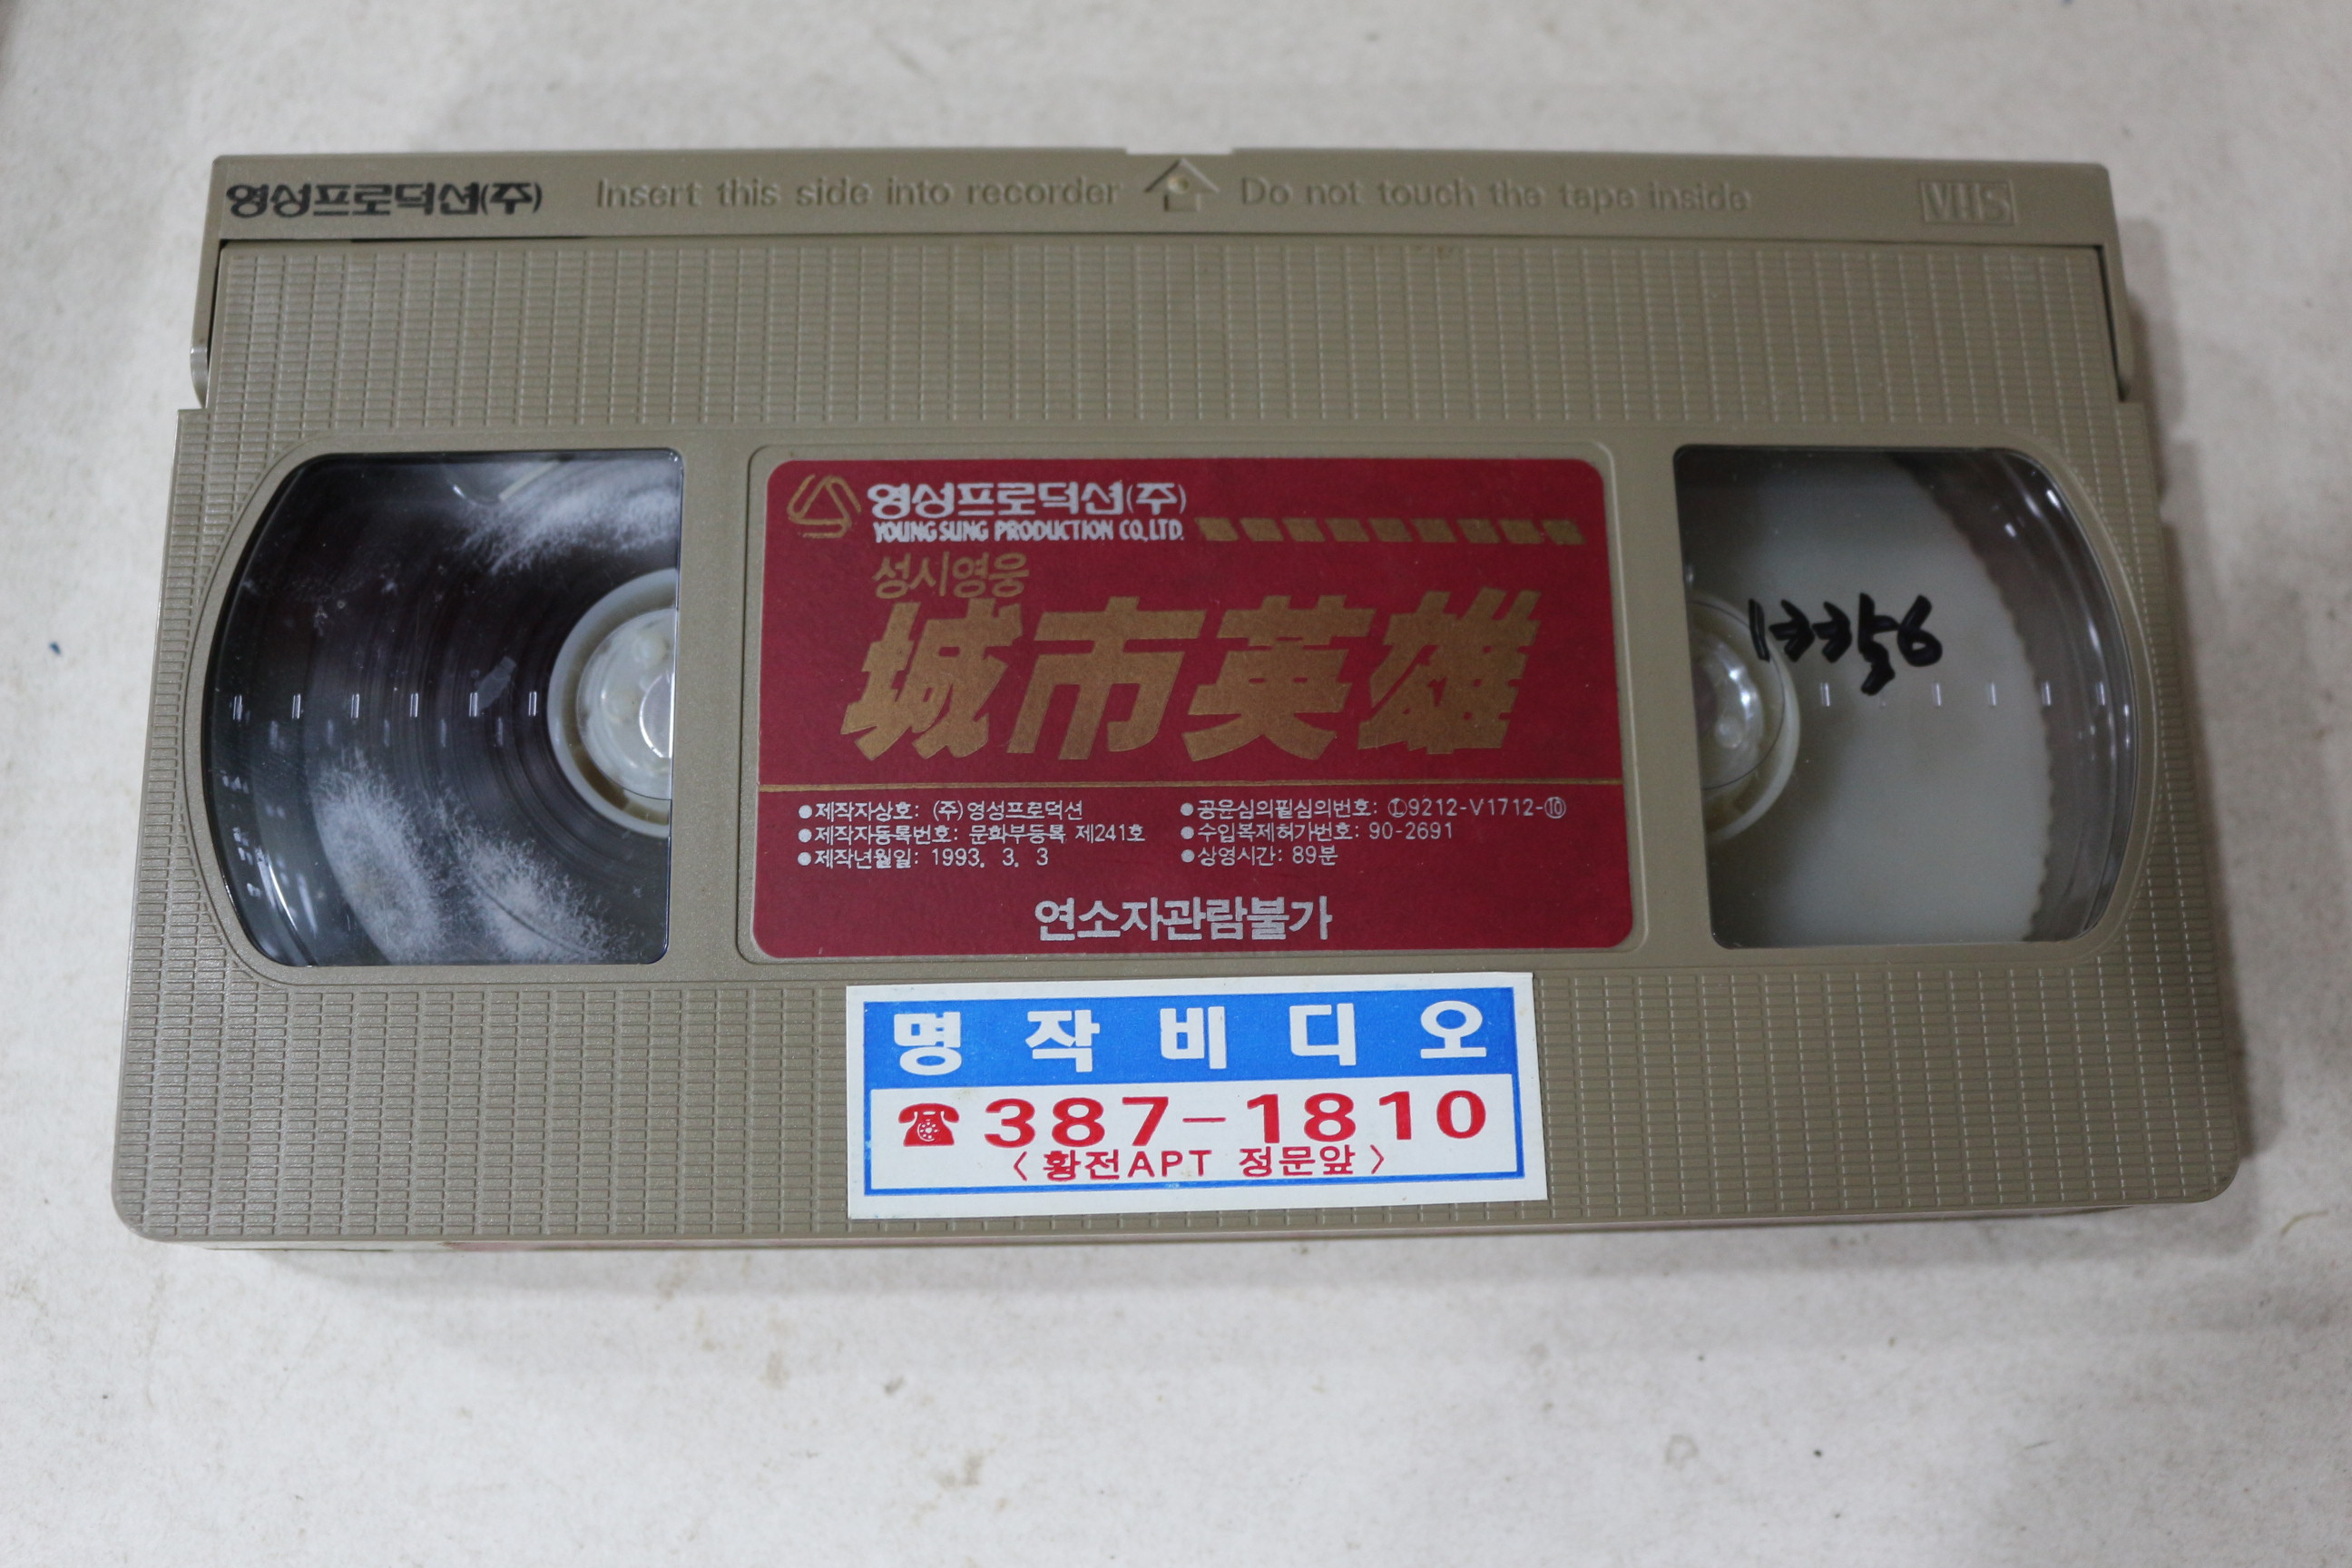 영성프로덕션(주) Insert this side into recorder Do not touch the tape inside VHS
영성프로덕션(주)
YOUNG SUNG PRODUCTION CO., LTD.
성시영웅
城市英雄
●제작자상호: (주)영성프로덕션
●제작자등록번호: 문화부등록 제241호
●제작년월일: 1993. 3. 3
●공윤심의필심의번호: Ⓘ9212-V1712-⑩
●수입복제허가번호: 90-2691
●상영시간: 89분
연소자관람불가
명작비디오
☎387-1810
〈황전APT 정문앞〉